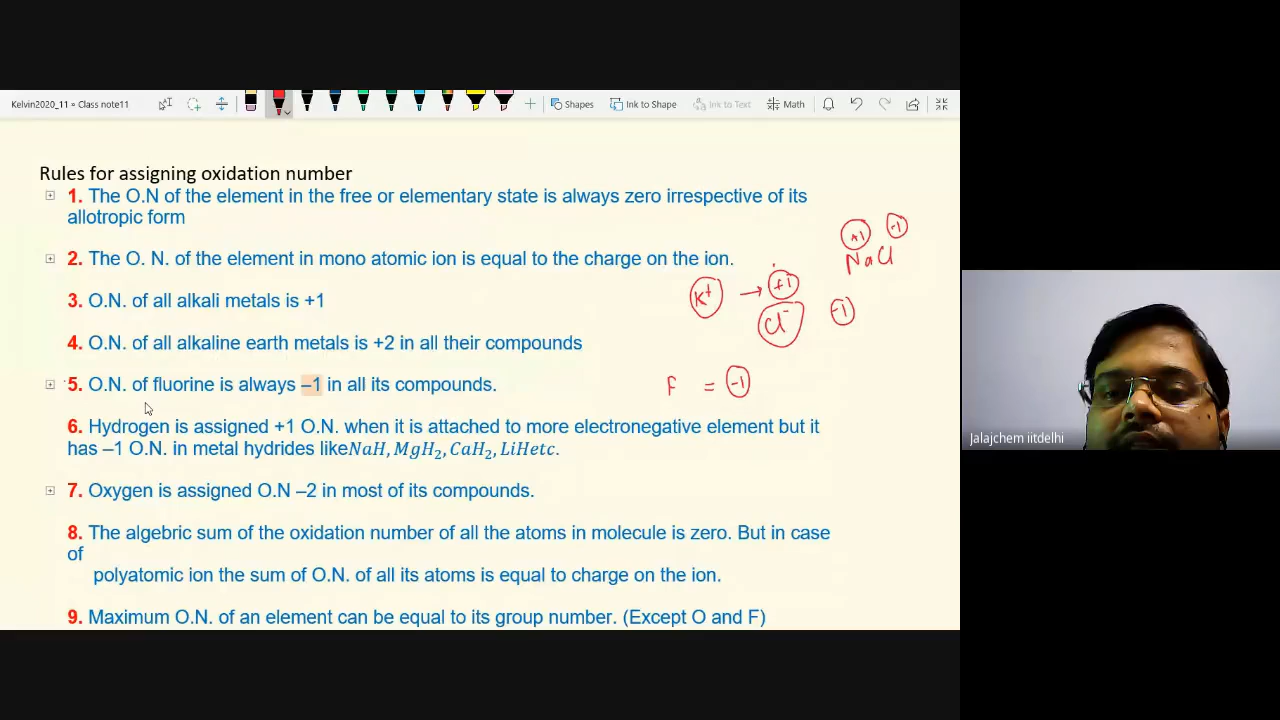 Kelvin2020_11 » Class note11
Shapes
Ink to Shape
Ink to Text
Math
Rules for assigning oxidation number
1. The O.N of the element in the free or elementary state is always zero irrespective of its
allotropic form
2. The O. N. of the element in mono atomic ion is equal to the charge on the ion.
+1 -1
NaCl
3. O.N. of all alkali metals is +1
K+ → +1
Cl- -1
4. O.N. of all alkaline earth metals is +2 in all their compounds
5. O.N. of fluorine is always –1 in all its compounds.
F = -1
6. Hydrogen is assigned +1 O.N. when it is attached to more electronegative element but it
has –1 O.N. in metal hydrides likeNaH, MgH₂, CaH₂, LiHetc.
7. Oxygen is assigned O.N –2 in most of its compounds.
8. The algebric sum of the oxidation number of all the atoms in molecule is zero. But in case
of
polyatomic ion the sum of O.N. of all its atoms is equal to charge on the ion.
9. Maximum O.N. of an element can be equal to its group number. (Except O and F)
Jalajchem iitdelhi